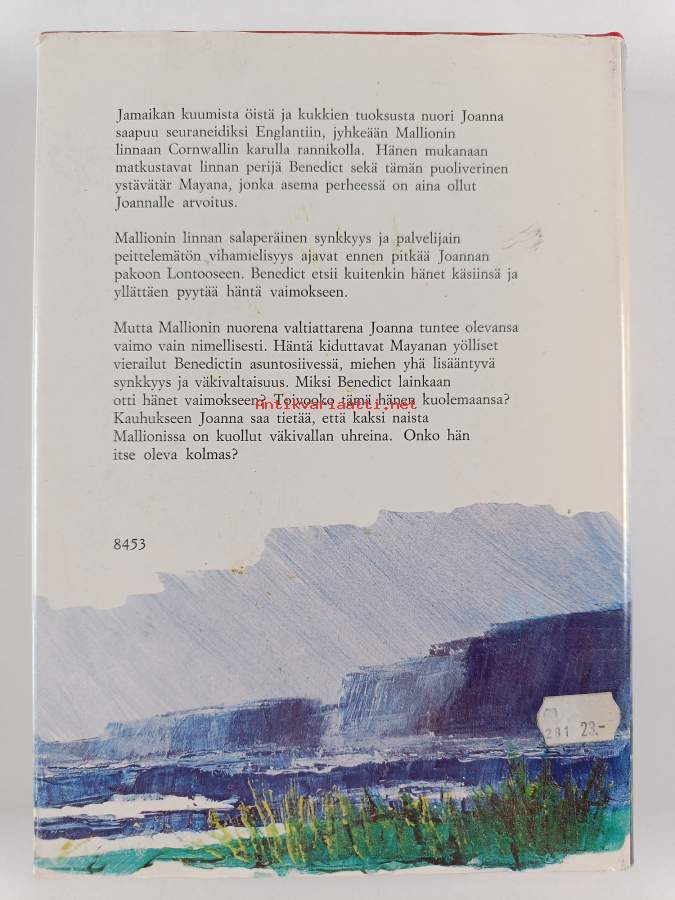 Jamaikan kuumista öistä ja kukkien tuoksusta nuori Joanna
saapuu seuraneidiksi Englantiin, jyhkeään Mallionin
linnaan Cornwallin karulla rannikolla. Hänen mukanaan
matkustavat linnan perijä Benedict sekä tämän puoliverinen
ystävätär Mayana, jonka asema perheessä on aina ollut
Joannalle arvoitus.
Mallionin linnan salaperäinen synkkyys ja palvelijain
peittelemätön vihamielisyys ajavat ennen pitkää Joannan
pakoon Lontooseen. Benedict etsii kuitenkin hänet käsiinsä ja
yllättäen pyytää häntä vaimokseen.
Mutta Mallionin nuorena valtiattarena Joanna tuntee olevansa
vaimo vain nimellisesti. Häntä kiduttavat Mayanan yölliset
vierailut Benedictin asuntosiivessä, miehen yhä lisääntyvä
synkkyys ja väkivaltaisuus. Miksi Benedict lainkaan
otti hänet vaimokseen? Toivooko tämä hänen kuolemaansa?
Antikvariaatti.net
Kauhukseen Joanna saa tietää, että kaksi naista
Mallionissa on kuollut väkivallan uhreina. Onko hän
itse oleva kolmas?
8453
281 23.-